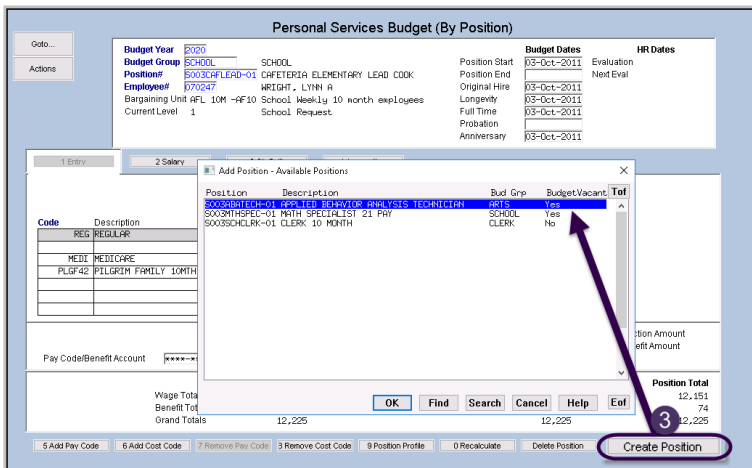 Personal Services Budget (By Position)
Goto...
Actions
Budget Year 2020
Budget Group SCHOOL SCHOOL
Position# S003CAFLEAD-01 CAFETERIA ELEMENTARY LEAD COOK
Employee# 070247 WRIGHT, LYNN A
Bargaining Unit AFL 10M -AF10 School Weekly 10 month employees
Current Level 1 School Request
Budget Dates HR Dates
Position Start 03-Oct-2011 Evaluation
Position End Next Eval
Original Hire 03-Oct-2011
Longevity 03-Oct-2011
Full Time 03-Oct-2011
Probation
Anniversary 03-Oct-2011
1 Entry 2 Salary
Add Position - Available Positions
Position Description Bud Grp BudgetVacant Tof
S003ABATECH-01 APPLIED BEHAVIOR ANALYSIS TECHNICIAN ARTS Yes
S003MTHSPEC-01 MATH SPECIALIST 21 PAY SCHOOL Yes
S003SCHCLRK-01 CLERK 10 MONTH CLERK No
OK Find Search Cancel Help Eof
Code Description
REG REGULAR
MEDI MEDICARE
PLGF42 PILGRIM FAMILY 10MTH
Pay Code/Benefit Account ****-*
ction Amount
efit Amount
Position Total
Wage Tota 12,151
Benefit Tot 74
Grand Totals 12,225 12,225 12,225
3
5 Add Pay Code 6 Add Cost Code 7 Remove Pay Code 8 Remove Cost Code 9 Position Profile 0 Recalculate Delete Position Create Position